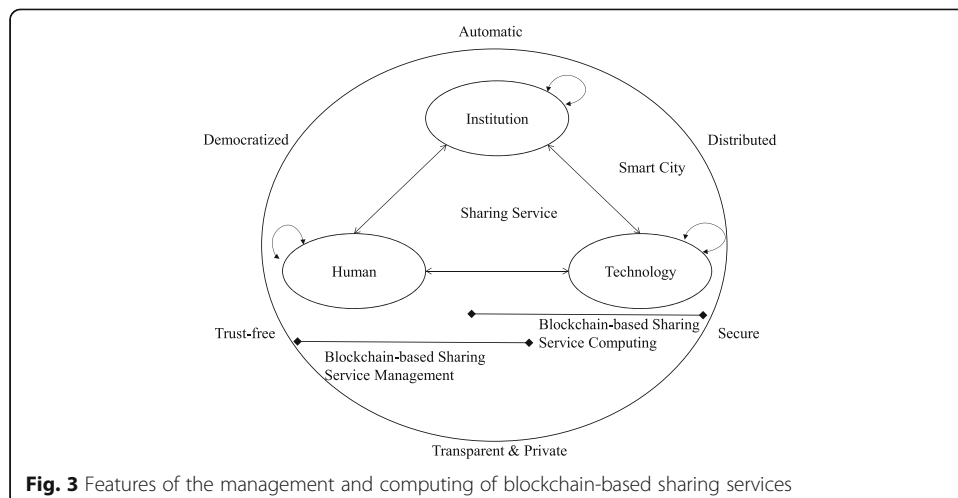 Automatic
Institution
Democratized
Distributed
Smart City
Sharing Service
Human
Technology
Trust-free
Blockchain-based Sharing
Service Computing
Secure
Blockchain-based Sharing
Service Management
Transparent & Private
Fig. 3 Features of the management and computing of blockchain-based sharing services